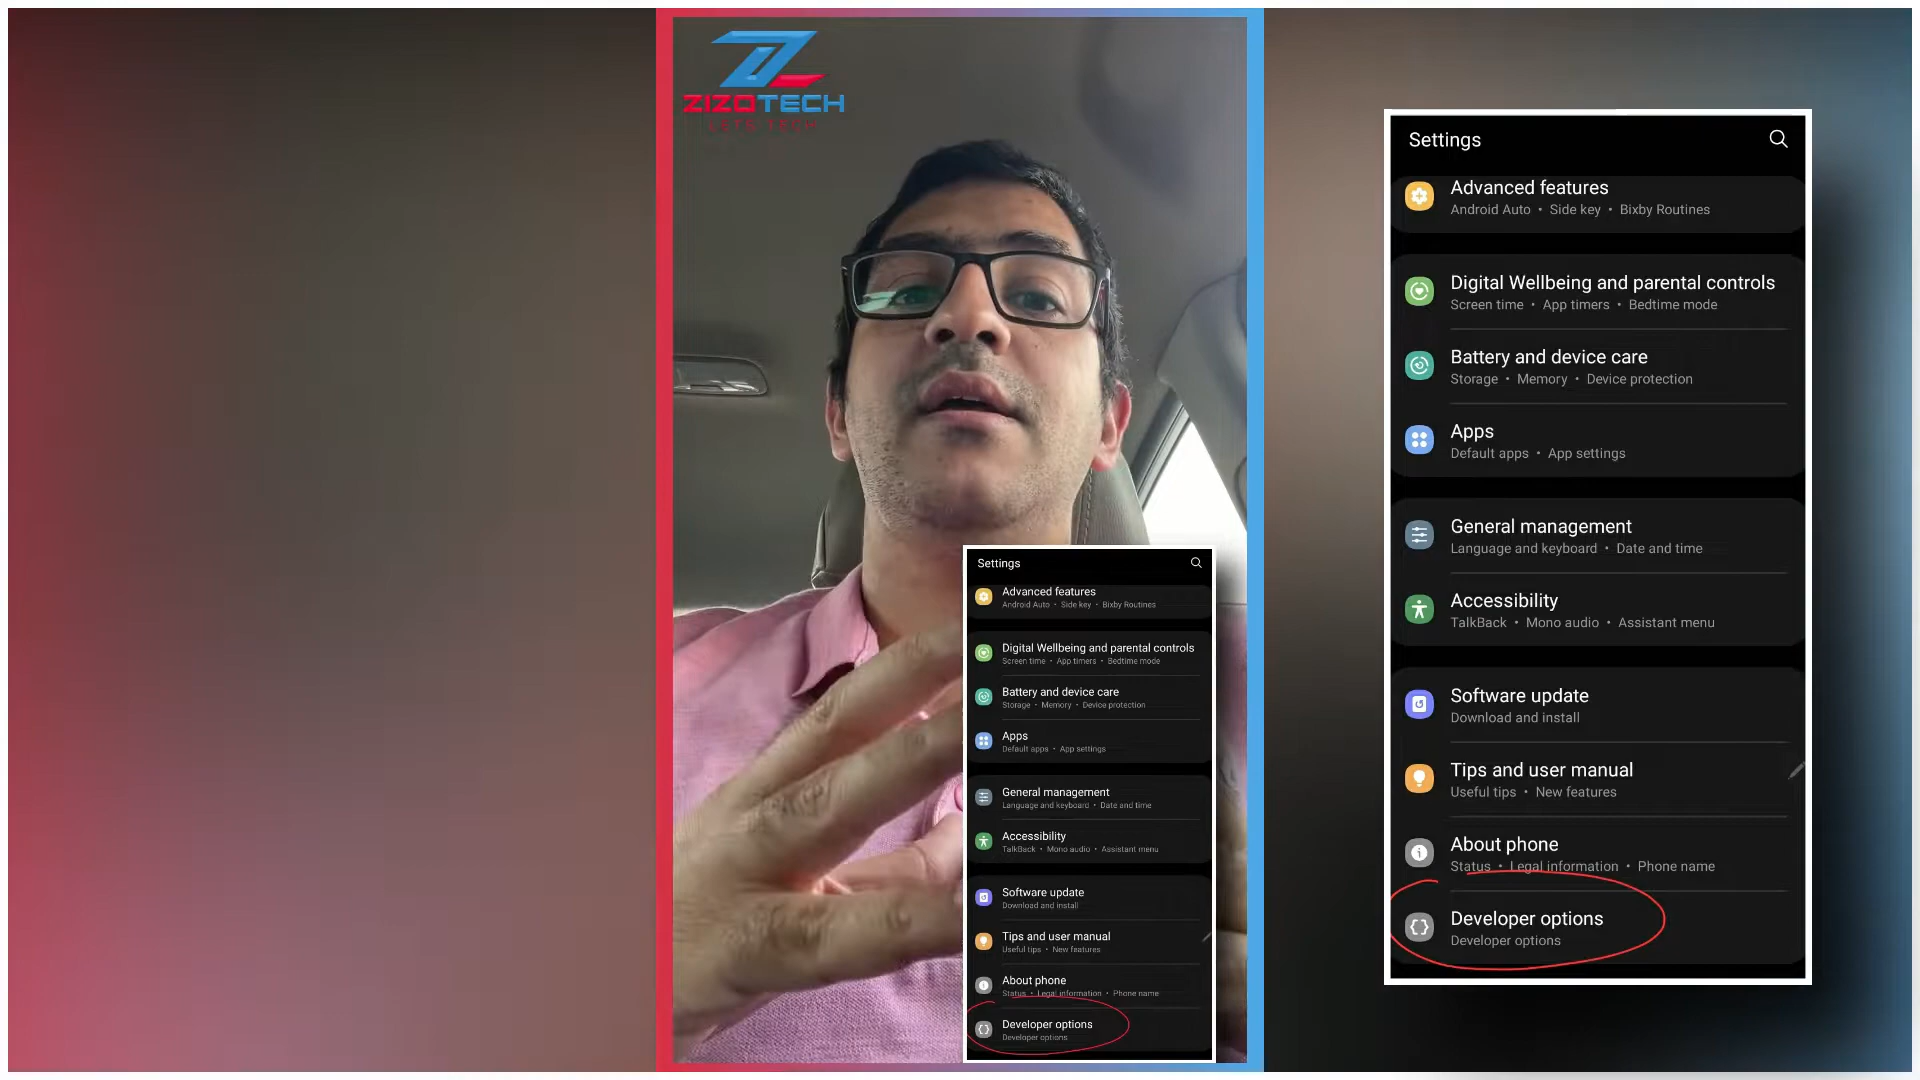 ZIZOTECH
LETS TECH
Settings
Advanced features
Android Auto • Side key • Bixby Routines
Digital Wellbeing and parental controls
Screen time • App timers • Bedtime mode
Battery and device care
Storage • Memory • Device protection
Apps
Default apps • App settings
General management
Language and keyboard • Date and time
Accessibility
TalkBack • Mono audio • Assistant menu
Software update
Download and install
Tips and user manual
Useful tips • New features
About phone
Status • Legal information • Phone name
Developer options
Developer options
Settings
Advanced features
Android Auto • Side key • Bixby Routines
Digital Wellbeing and parental controls
Screen time • App timers • Bedtime mode
Battery and device care
Storage • Memory • Device protection
Apps
Default apps • App settings
General management
Language and keyboard • Date and time
Accessibility
TalkBack • Mono audio • Assistant menu
Software update
Download and install
Tips and user manual
Useful tips • New features
About phone
Status • Legal information • Phone name
Developer options
Developer options